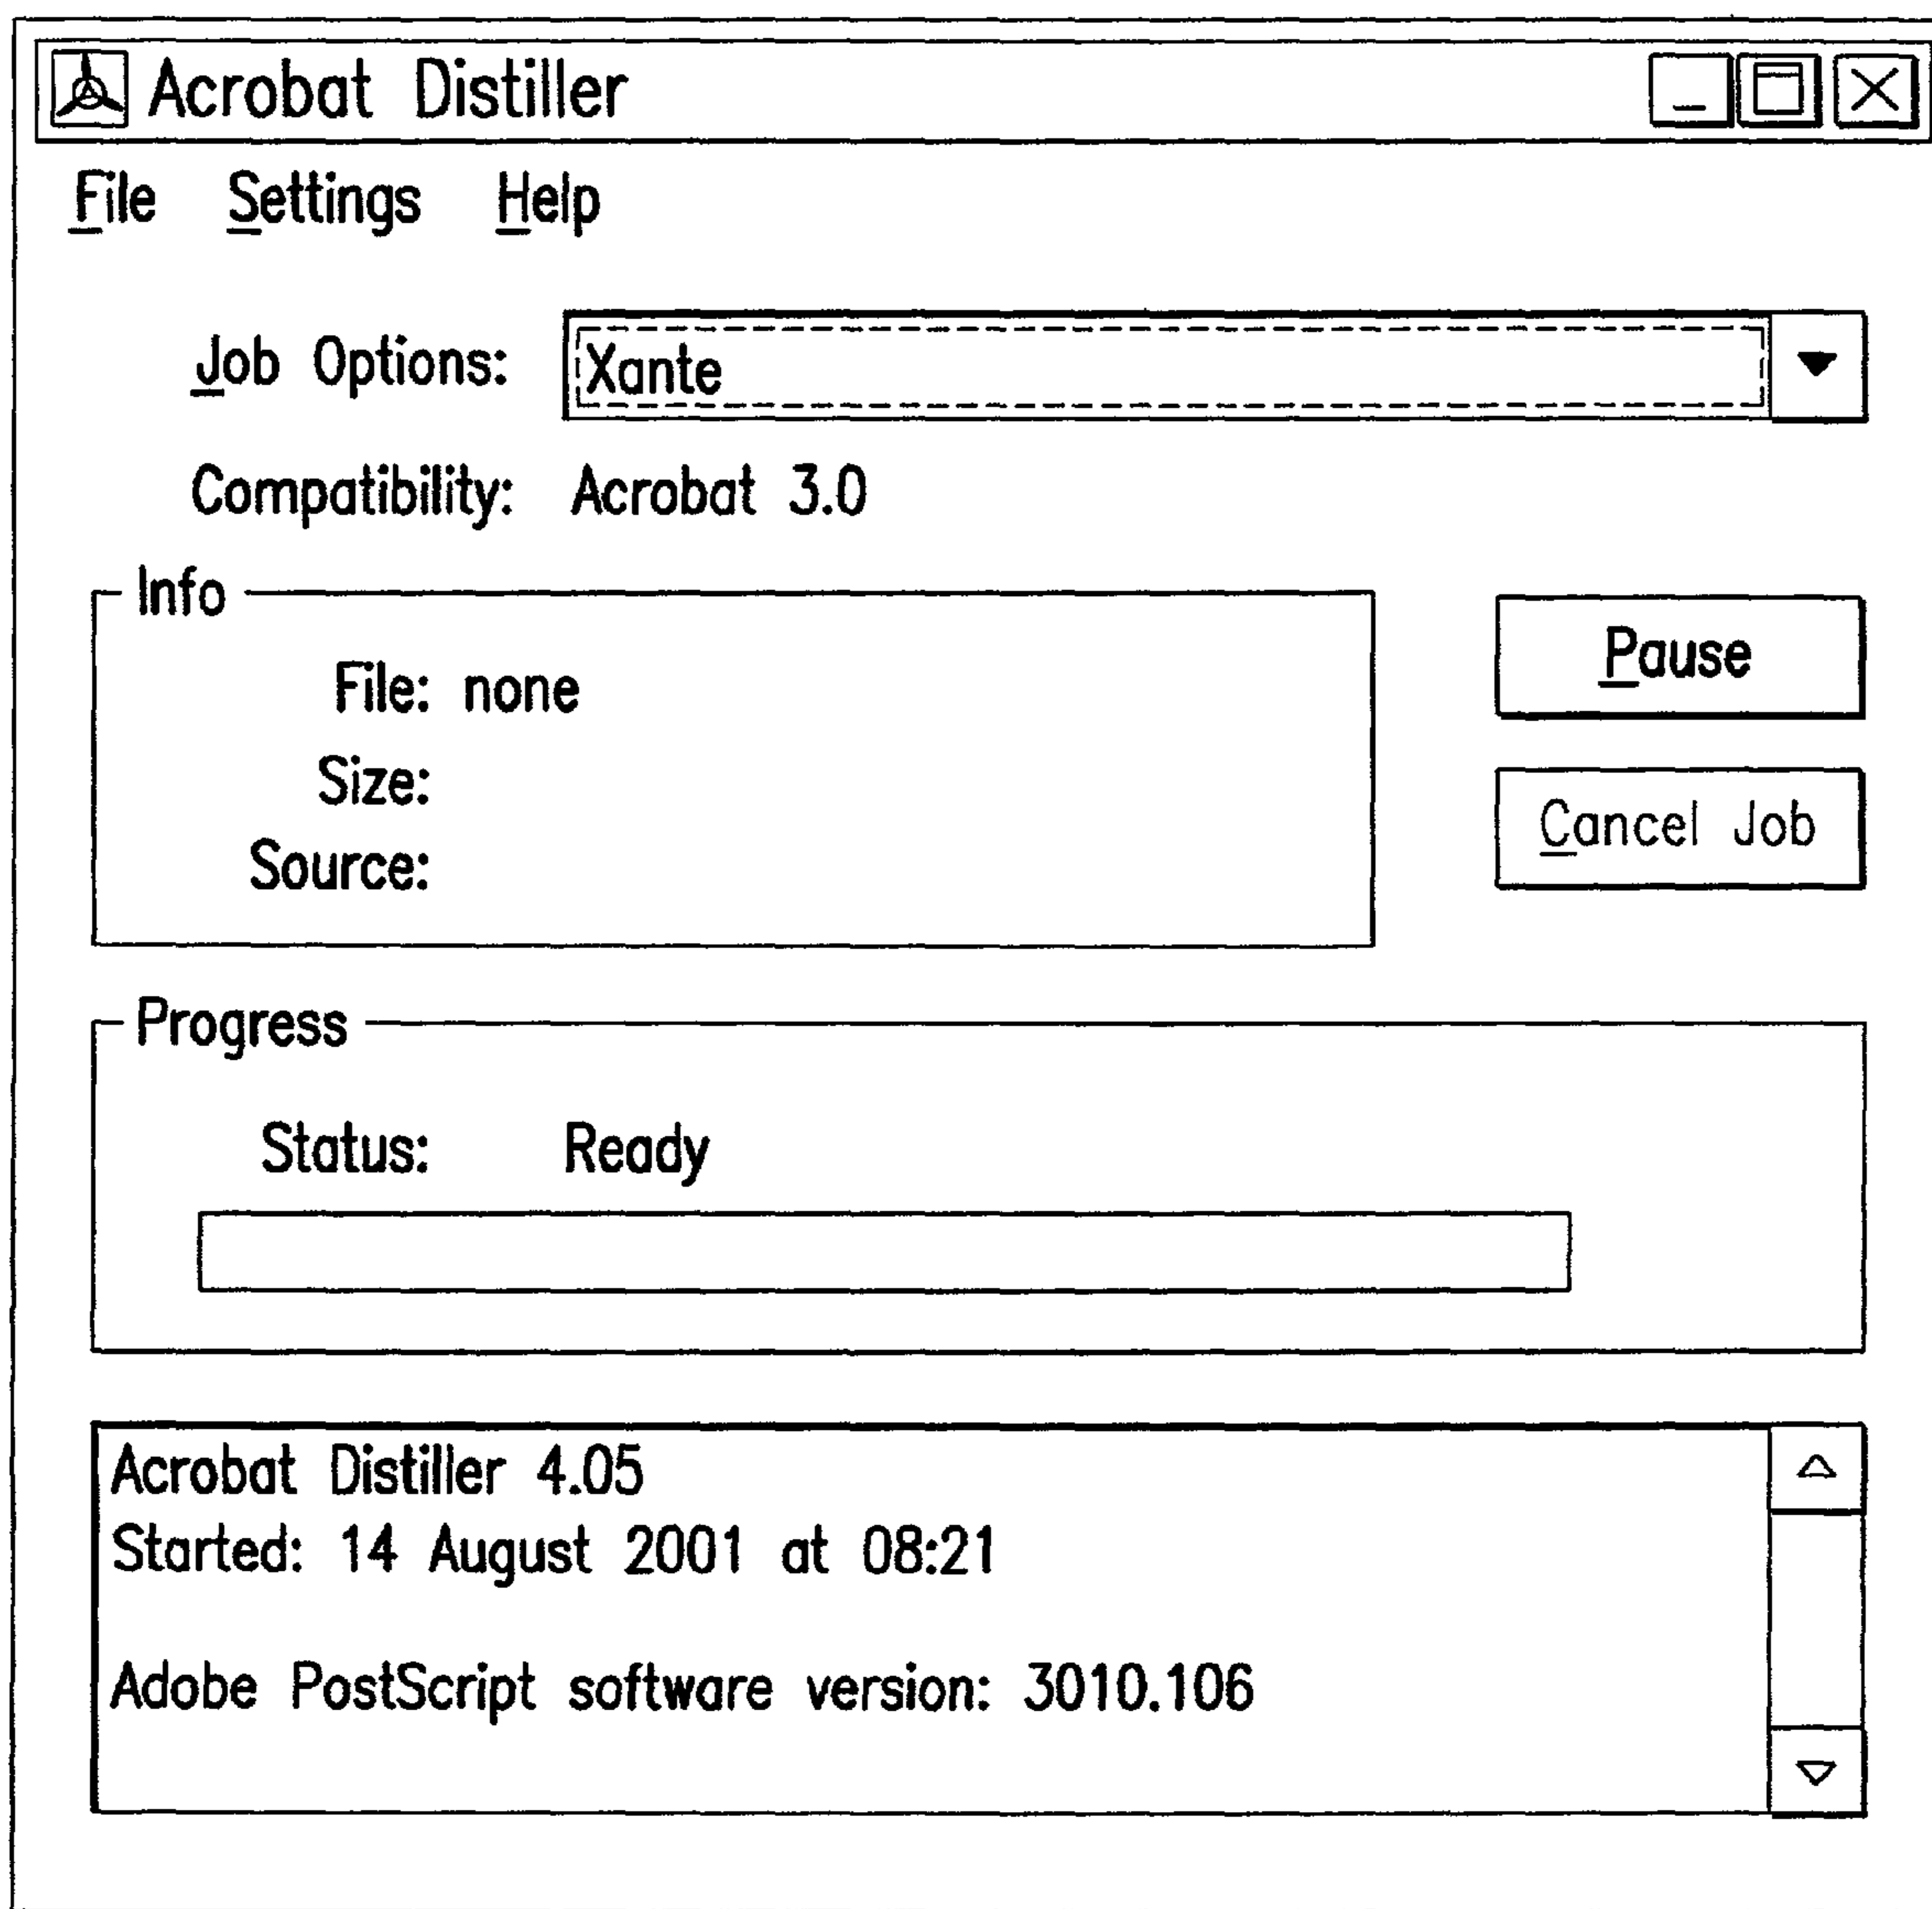 Acrobat Distiller
File Settings Help
Job Options: Xante
Compatibility: Acrobat 3.0
Info
File: none
Size:
Source:
Pause
Cancel Job
Progress
Status: Ready
Acrobat Distiller 4.05
Started: 14 August 2001 at 08:21
Adobe PostScript software version: 3010.106